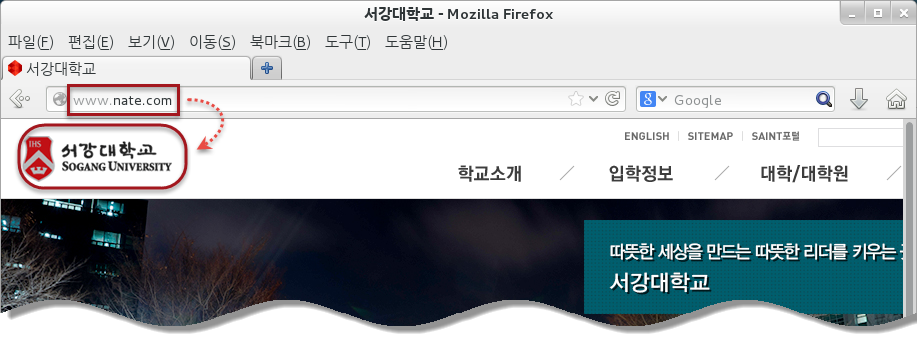 서강대학교 - Mozilla Firefox
파일(F) 편집(E) 보기(V) 이동(S) 북마크(B) 도구(T) 도움말(H)
서강대학교
www.nate.com
Google
ENGLISH SITEMAP SAINT포털
IHS
서강대학교
SOGANG UNIVERSITY
학교소개 / 입학정보 / 대학/대학원 /
따뜻한 세상을 만드는 따뜻한 리더를 키우는
서강대학교